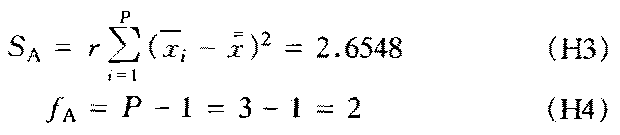 S_A = r \sum_{i=1}^{P} (\bar{x}_i - \bar{\bar{x}})^2 = 2.6548 (H3)
f_A = P - 1 = 3 - 1 = 2 (H4)